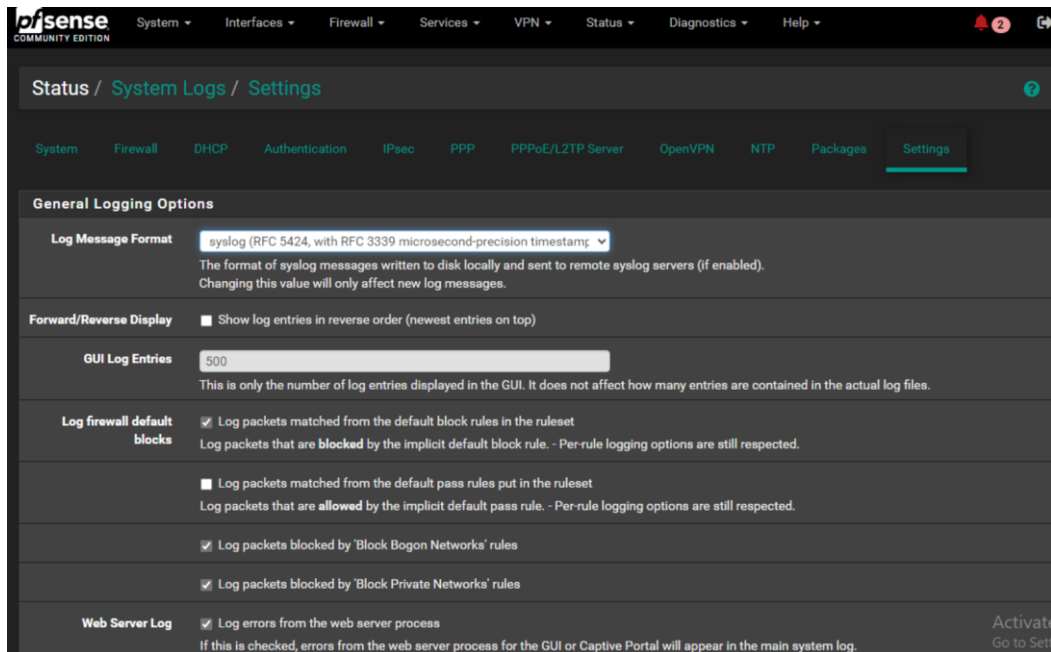 pfsense System Interfaces Firewall Services VPN Status Diagnostics Help 2
COMMUNITY EDITION
Status / System Logs / Settings
System Firewall DHCP Authentication IPsec PPP PPPoE/L2TP Server OpenVPN NTP Packages Settings
General Logging Options
Log Message Format syslog (RFC 5424, with RFC 3339 microsecond-precision timestamp
The format of syslog messages written to disk locally and sent to remote syslog servers (if enabled).
Changing this value will only affect new log messages.
Forward/Reverse Display Show log entries in reverse order (newest entries on top)
GUI Log Entries 500
This is only the number of log entries displayed in the GUI. It does not affect how many entries are contained in the actual log files.
Log firewall default Log packets matched from the default block rules in the ruleset
blocks Log packets that are blocked by the implicit default block rule. - Per-rule logging options are still respected.
Log packets matched from the default pass rules put in the ruleset
Log packets that are allowed by the implicit default pass rule. - Per-rule logging options are still respected.
Log packets blocked by 'Block Bogon Networks' rules
Log packets blocked by 'Block Private Networks' rules
Web Server Log Log errors from the web server process
If this is checked, errors from the web server process for the GUI or Captive Portal will appear in the main system log.
Activate
Go to Sett